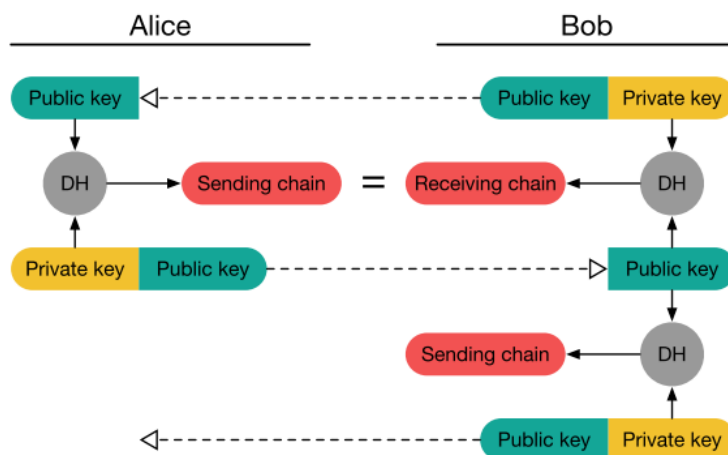 Alice
Bob
Public key
Public key
Private key
DH
Sending chain
=
Receiving chain
DH
Private key
Public key
Public key
Sending chain
DH
Public key
Private key